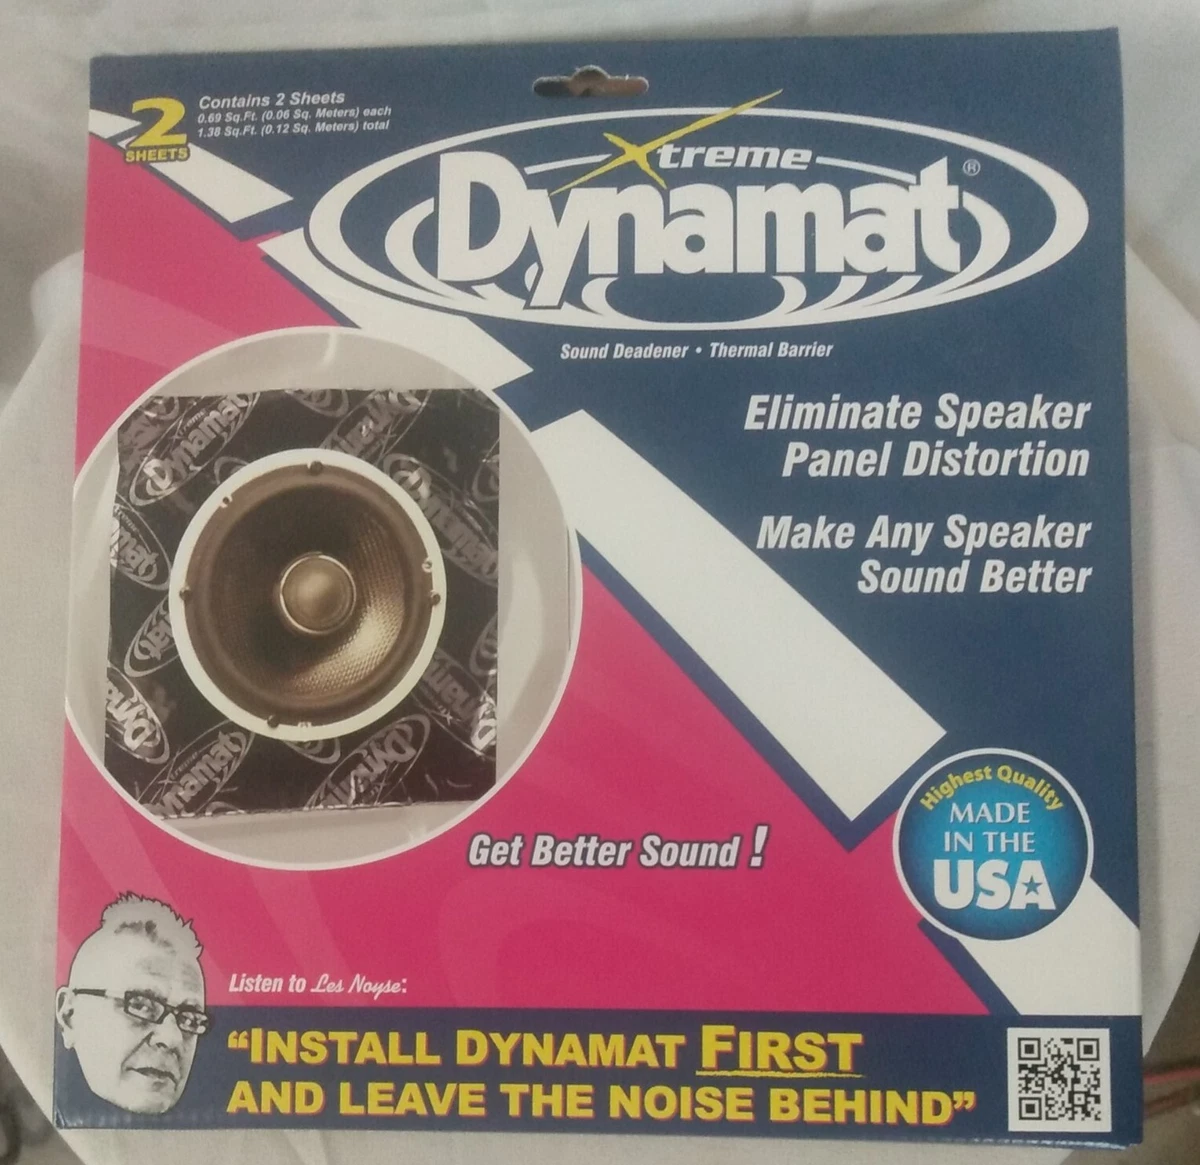 2
SHEETS
Contains 2 Sheets
0.69 Sq.Ft. (0.06 Sq. Meters) each
1.38 Sq.Ft. (0.12 Sq. Meters) total
Xtreme
Dynamat®
Sound Deadener • Thermal Barrier
Eliminate Speaker
Panel Distortion
Make Any Speaker
Sound Better
Dynamat
Dynamat
Get Better Sound !
Highest Quality
MADE
IN THE
USA
Listen to Les Noyse:
“INSTALL DYNAMAT FIRST
AND LEAVE THE NOISE BEHIND”